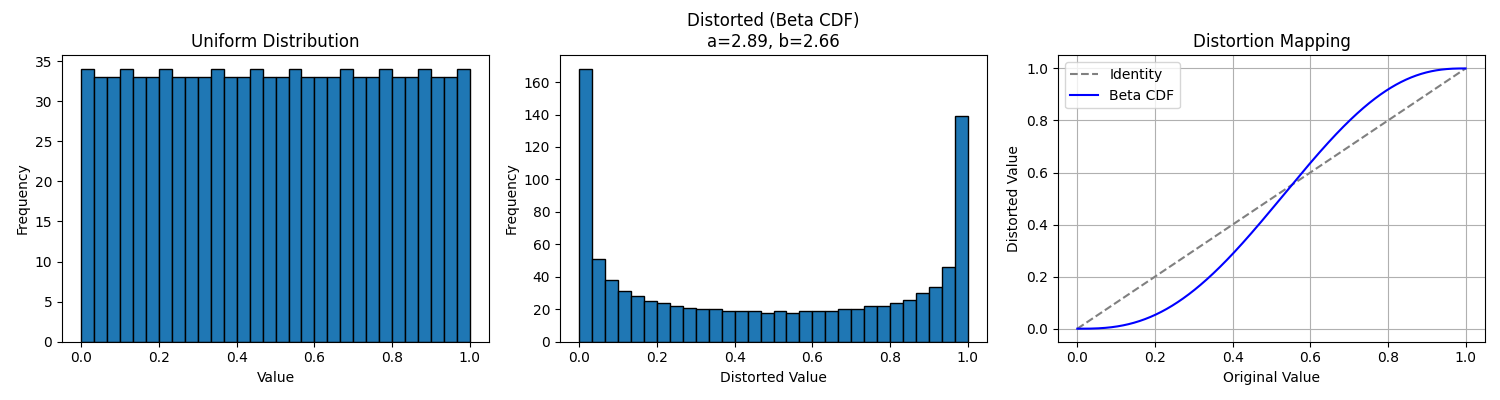 Uniform Distribution
Frequency
35
30
25
20
15
10
5
0
0.0 0.2 0.4 0.6 0.8 1.0
Value
Distorted (Beta CDF)
a=2.89, b=2.66
Frequency
160
140
120
100
80
60
40
20
0
0.0 0.2 0.4 0.6 0.8 1.0
Distorted Value
Distortion Mapping
Identity
Beta CDF
Distorted Value
1.0
0.8
0.6
0.4
0.2
0.0
0.0 0.2 0.4 0.6 0.8 1.0
Original Value